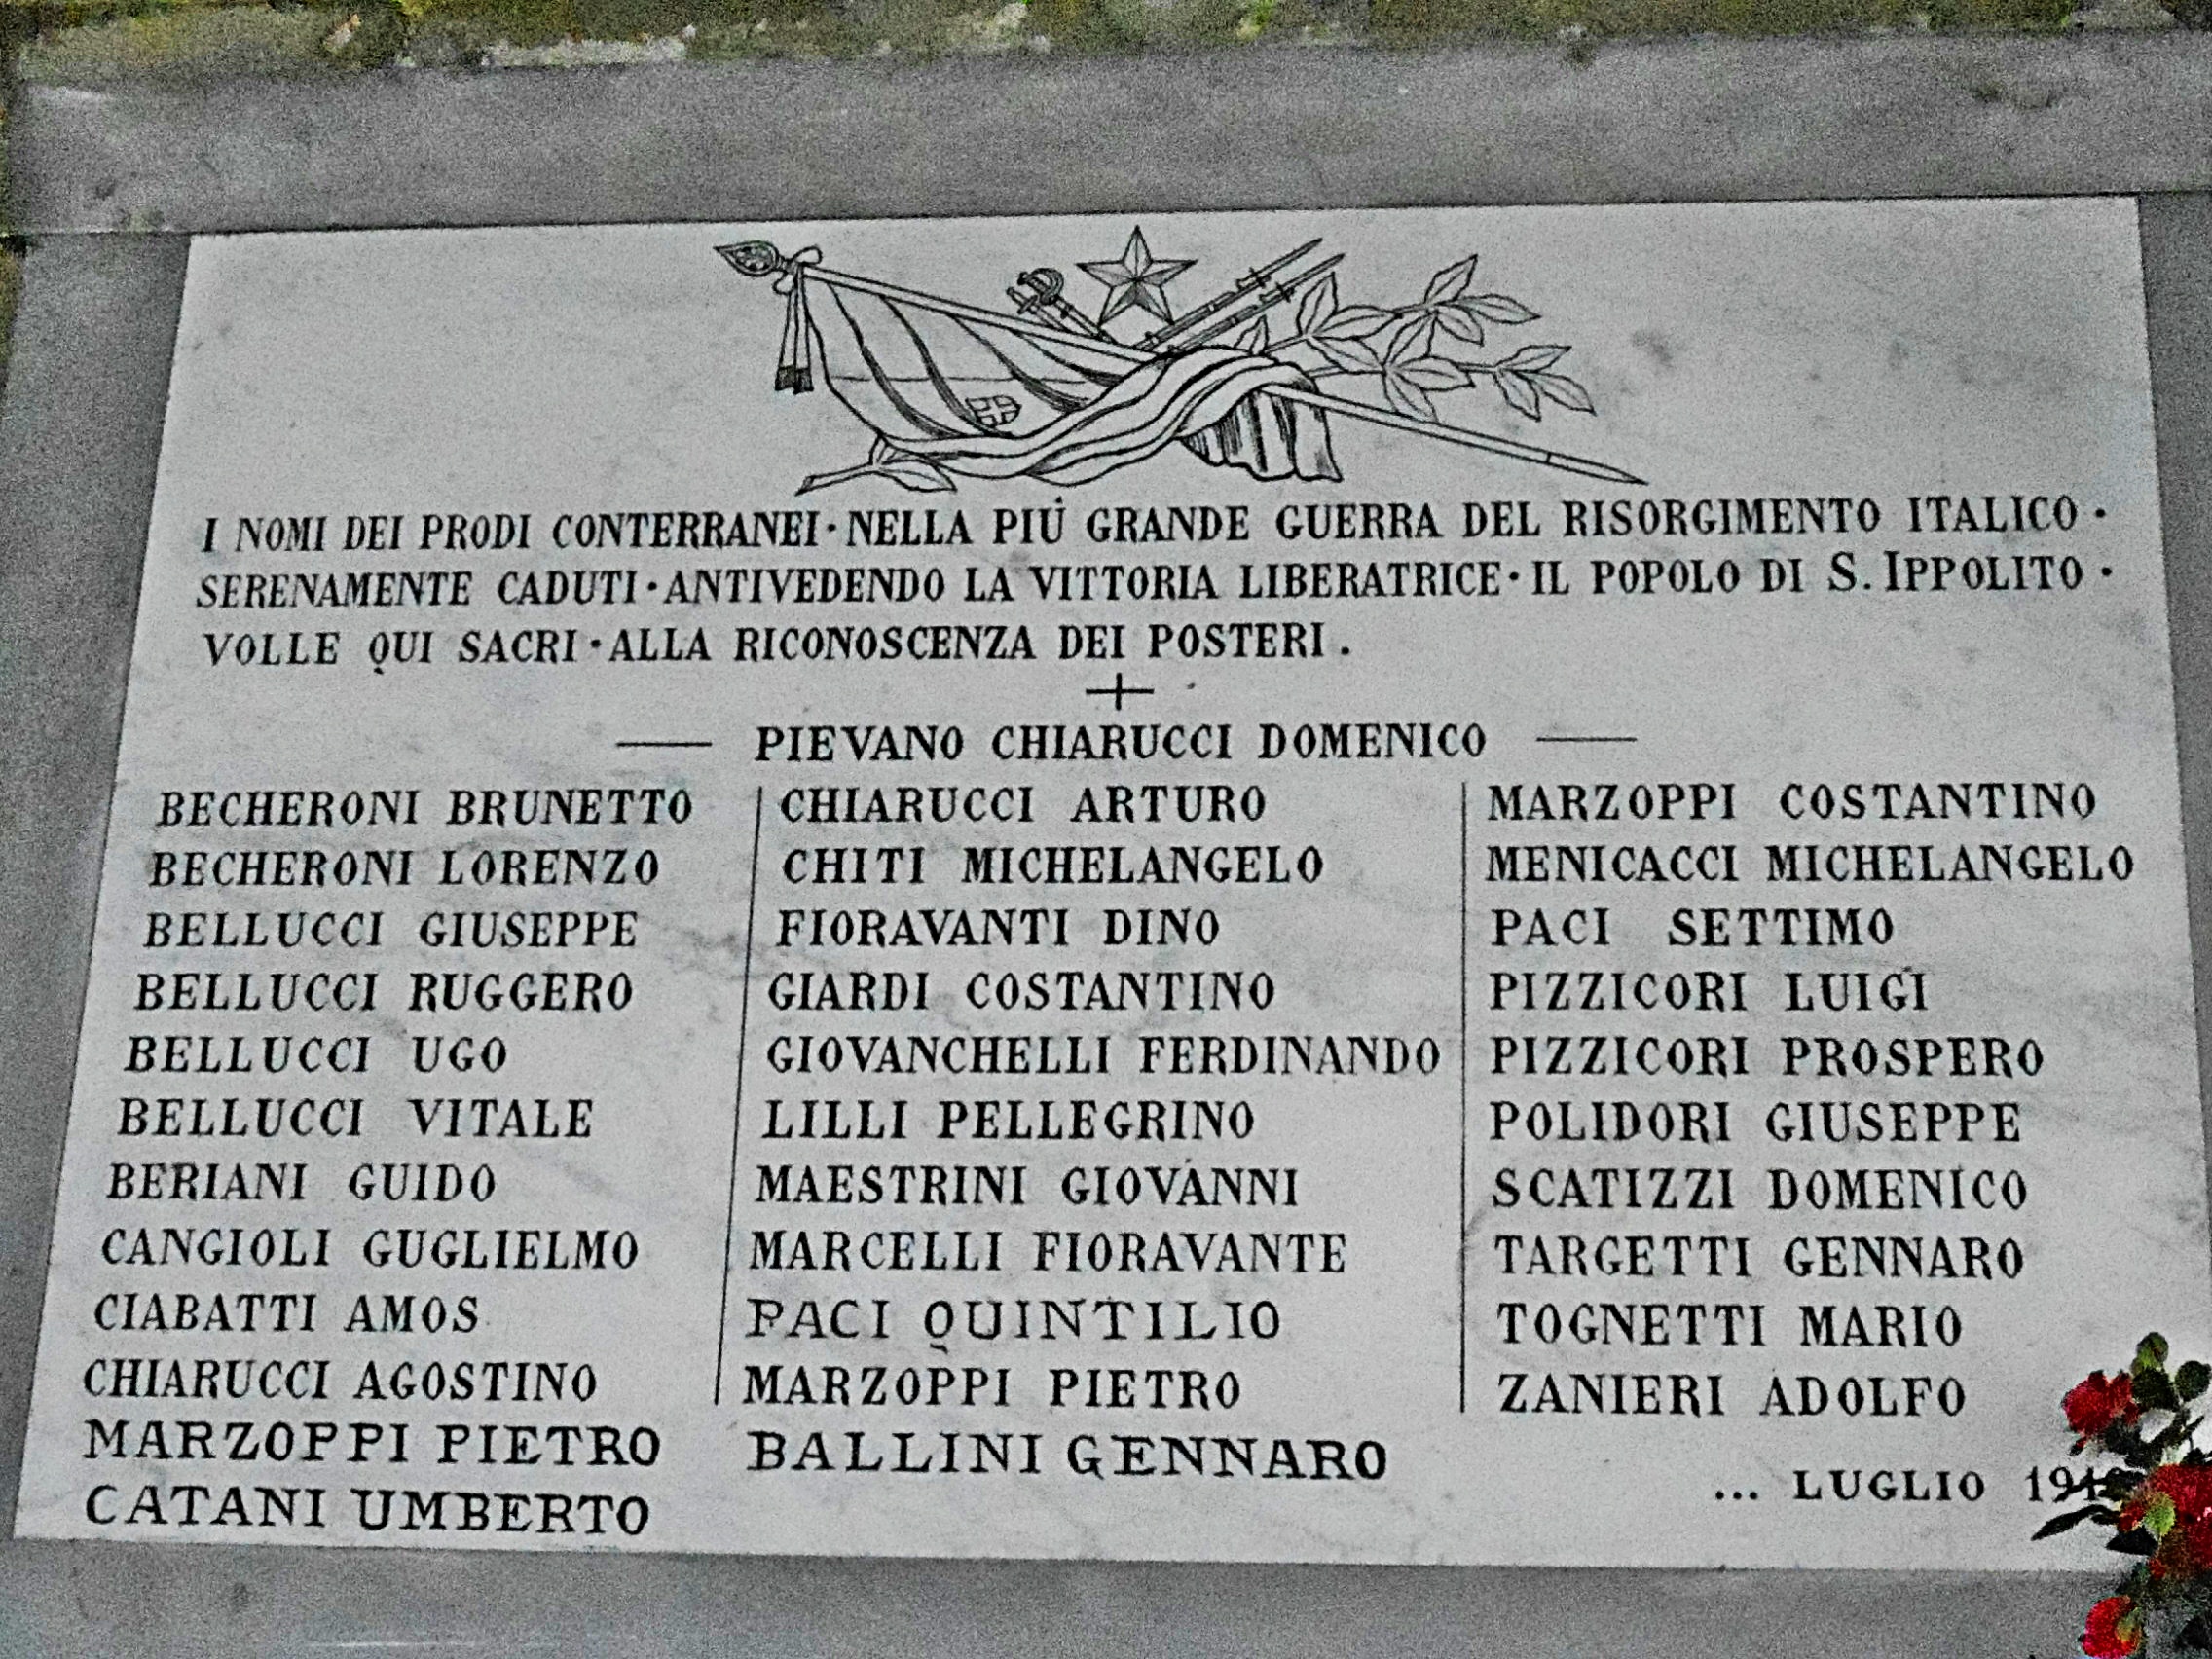 I NOMI DEI PRODI CONTERRANEI · NELLA PIÙ GRANDE GUERRA DEL RISORGIMENTO ITALICO ·
SERENAMENTE CADUTI · ANTIVEDENDO LA VITTORIA LIBERATRICE · IL POPOLO DI S. IPPOLITO ·
VOLLE QUI SACRI · ALLA RICONOSCENZA DEI POSTERI .
PIEVANO CHIARUCCI DOMENICO
BECHERONI BRUNETTO
BECHERONI LORENZO
BELLUCCI GIUSEPPE
BELLUCCI RUGGERO
BELLUCCI UGO
BELLUCCI VITALE
BERIANI GUIDO
CANGIOLI GUGLIELMO
CIABATTI AMOS
CHIARUCCI AGOSTINO
MARZOPPI PIETRO
CATANI UMBERTO
CHIARUCCI ARTURO
CHITI MICHELANGELO
FIORAVANTI DINO
GIARDI COSTANTINO
GIOVANCHELLI FERDINANDO
LILLI PELLEGRINO
MAESTRINI GIOVANNI
MARCELLI FIORAVANTE
PACI QUINTILIO
MARZOPPI PIETRO
BALLINI GENNARO
MARZOPPI COSTANTINO
MENICACCI MICHELANGELO
PACI SETTIMO
PIZZICORI LUIGI
PIZZICORI PROSPERO
POLIDORI GIUSEPPE
SCATIZZI DOMENICO
TARGETTI GENNARO
TOGNETTI MARIO
ZANIERI ADOLFO
... LUGLIO